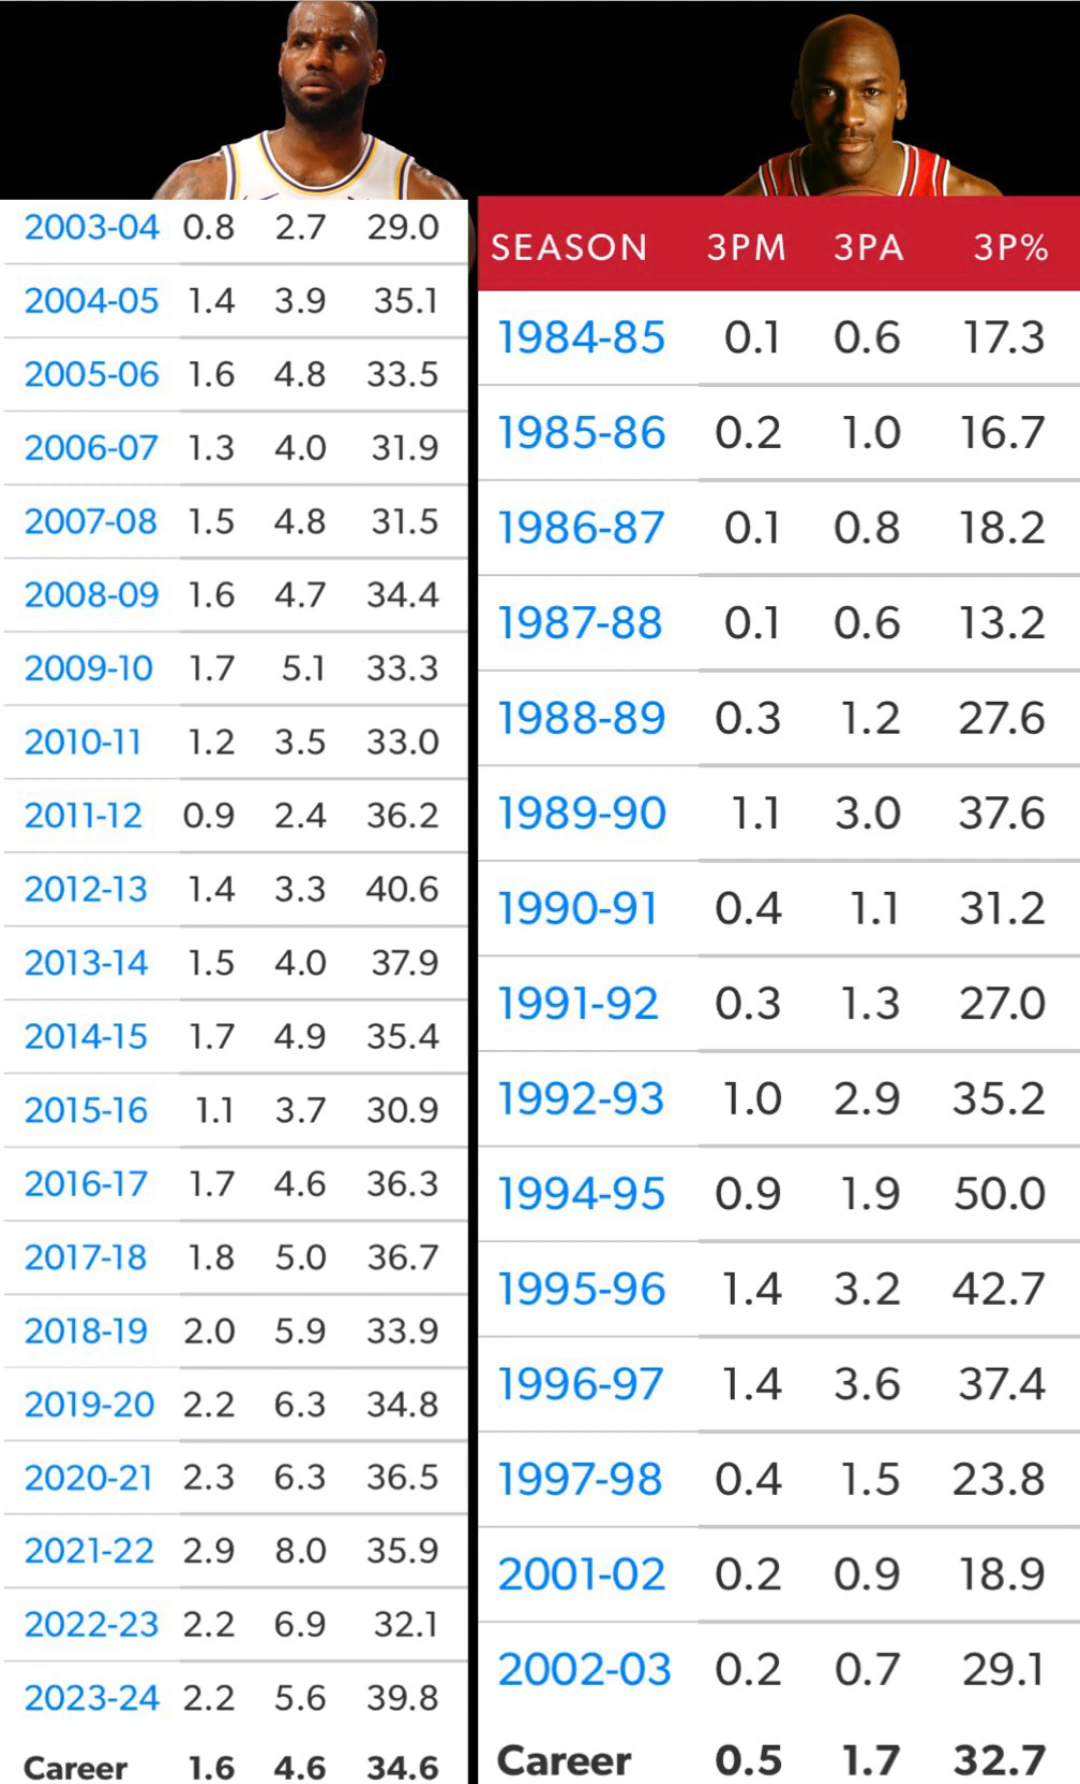 2003-04 0.8 2.7 29.0
2004-05 1.4 3.9 35.1
2005-06 1.6 4.8 33.5
2006-07 1.3 4.0 31.9
2007-08 1.5 4.8 31.5
2008-09 1.6 4.7 34.4
2009-10 1.7 5.1 33.3
2010-11 1.2 3.5 33.0
2011-12 0.9 2.4 36.2
2012-13 1.4 3.3 40.6
2013-14 1.5 4.0 37.9
2014-15 1.7 4.9 35.4
2015-16 1.1 3.7 30.9
2016-17 1.7 4.6 36.3
2017-18 1.8 5.0 36.7
2018-19 2.0 5.9 33.9
2019-20 2.2 6.3 34.8
2020-21 2.3 6.3 36.5
2021-22 2.9 8.0 35.9
2022-23 2.2 6.9 32.1
2023-24 2.2 5.6 39.8
Career 1.6 4.6 34.6
SEASON 3PM 3PA 3P%
1984-85 0.1 0.6 17.3
1985-86 0.2 1.0 16.7
1986-87 0.1 0.8 18.2
1987-88 0.1 0.6 13.2
1988-89 0.3 1.2 27.6
1989-90 1.1 3.0 37.6
1990-91 0.4 1.1 31.2
1991-92 0.3 1.3 27.0
1992-93 1.0 2.9 35.2
1994-95 0.9 1.9 50.0
1995-96 1.4 3.2 42.7
1996-97 1.4 3.6 37.4
1997-98 0.4 1.5 23.8
2001-02 0.2 0.9 18.9
2002-03 0.2 0.7 29.1
Career 0.5 1.7 32.7